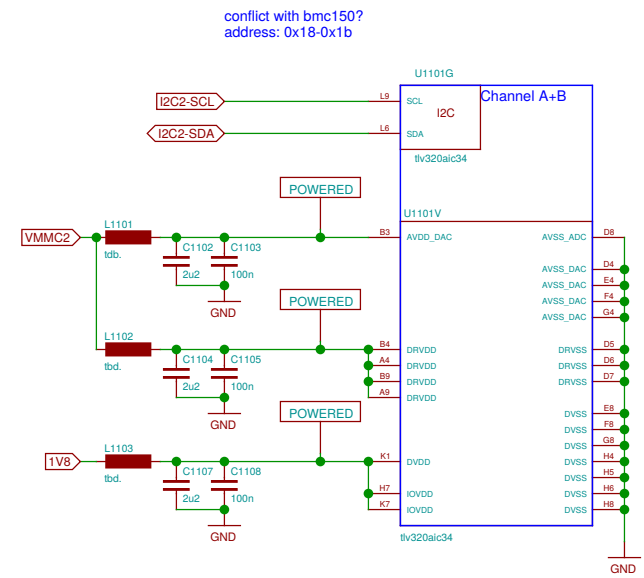 conflict with bmc150?
address: 0x18-0x1b
U1101G
I2C2-SCL
L9
SCL
Channel A+B
I2C
I2C2-SDA
L6
SDA
tlv320aic34
POWERED
U1101V
VMMC2
L1101
tdb.
C1102
2u2
C1103
100n
GND
B3
AVDD_DAC
AVSS_ADC
D8
AVSS_DAC
D4
AVSS_DAC
E4
AVSS_DAC
F4
AVSS_DAC
G4
POWERED
L1102
tbd.
C1104
2u2
C1105
100n
GND
B4
DRVDD
A4
DRVDD
B9
DRVDD
A9
DRVDD
DRVSS
D5
DRVSS
D6
DRVSS
D7
POWERED
DVSS
E8
DVSS
F8
DVSS
G8
1V8
L1103
tbd.
C1107
2u2
C1108
100n
GND
K1
DVDD
H7
IOVDD
K7
IOVDD
DVSS
H4
DVSS
H5
DVSS
H6
DVSS
H8
tlv320aic34
GND